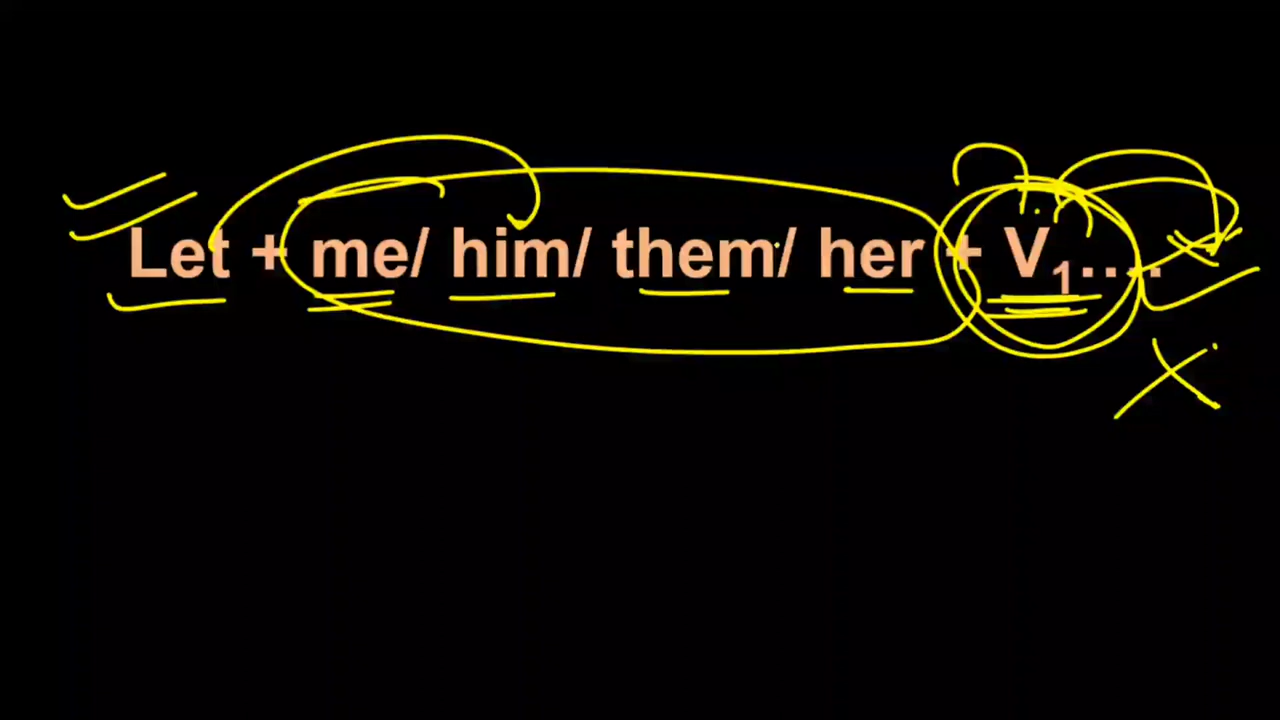 Let + me/ him/ them/ her + V₁....